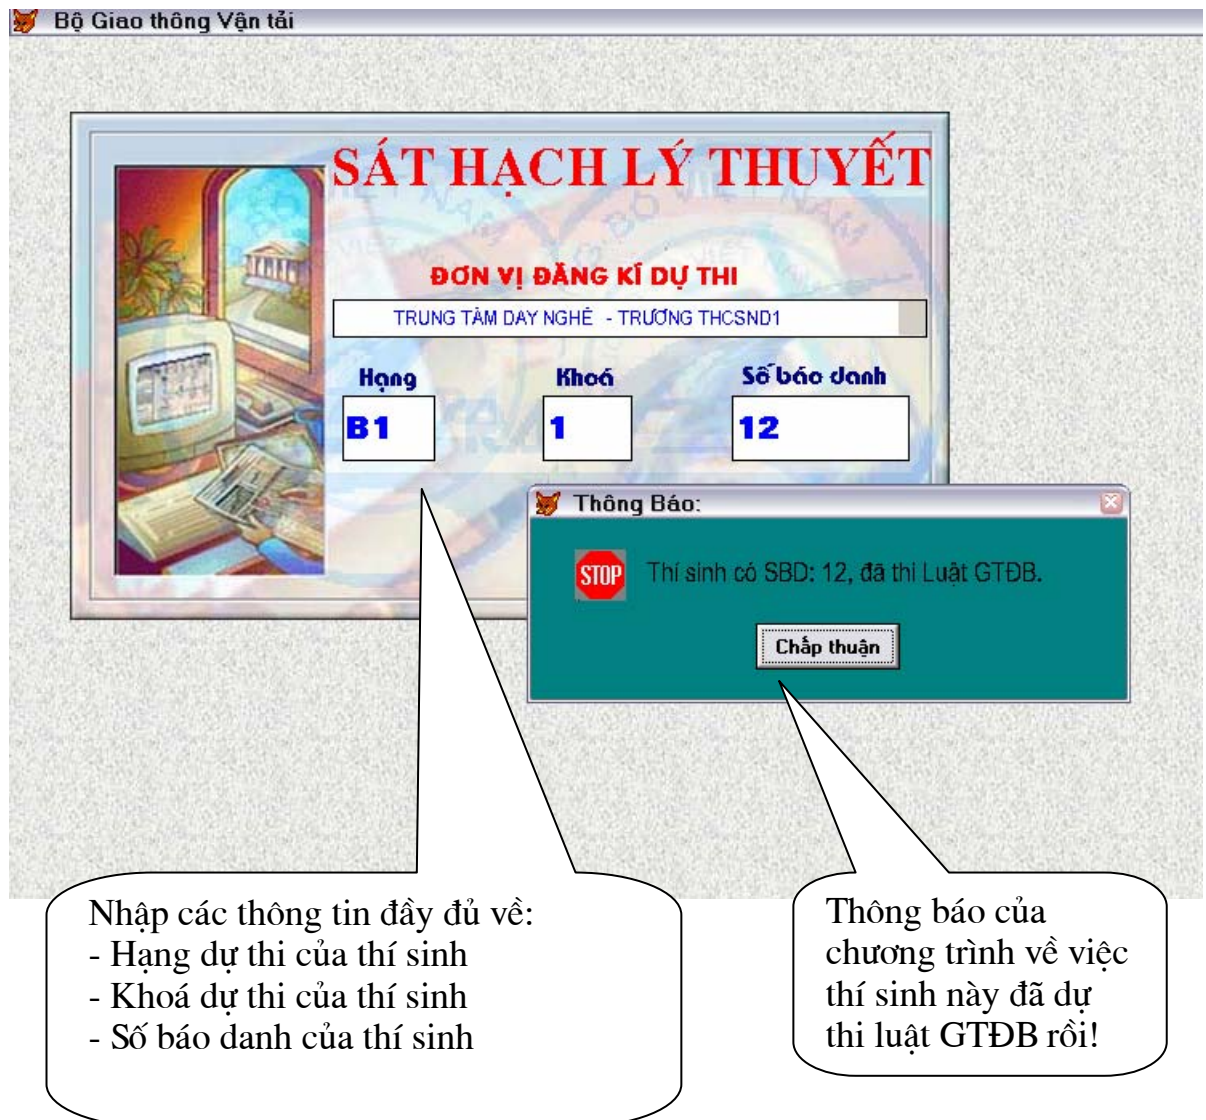 Bộ Giao thông Vận tải
SÁT HẠCH LÝ THUYẾT
ĐƠN VỊ ĐĂNG KÍ DỰ THI
TRUNG TÂM DAY NGHÊ - TRƯƠNG THCSND1
Hạng Khoá Số báo danh
B1 1 12
Thông Báo:
STOP Thí sinh có SBD: 12, đã thi Luật GTĐB.
Chấp thuận
Nhập các thông tin đầy đủ về:
- Hạng dự thi của thí sinh
- Khoá dự thi của thí sinh
- Số báo danh của thí sinh
Thông báo của
chương trình về việc
thí sinh này đã dự
thi luật GTĐB rồi!